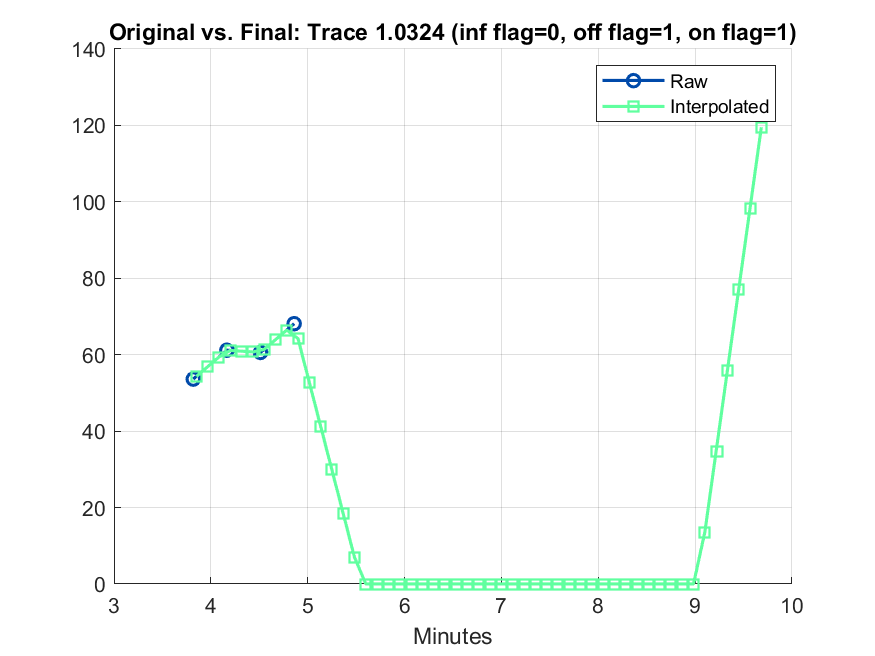 Original vs. Final: Trace 1.0324 (inf flag=0, off flag=1, on flag=1)
140
120
100
80
60
40
20
0
Raw
Interpolated
3 4 5 6 7 8 9 10
Minutes